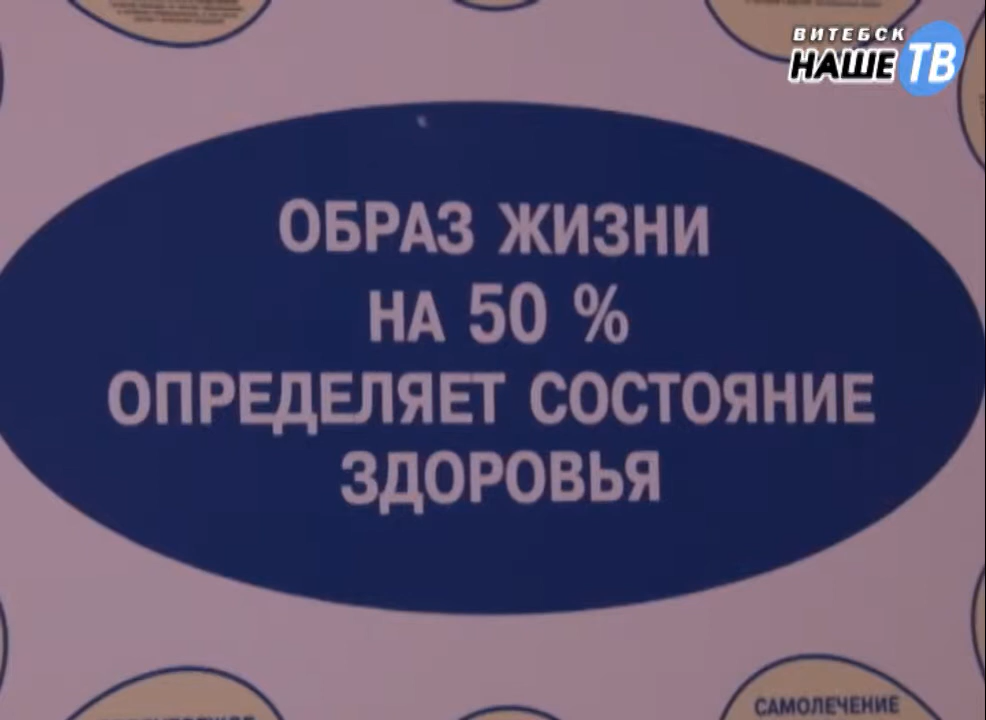 ВИТЕБСК
НАШЕ ТВ
ОБРАЗ ЖИЗНИ
НА 50 %
ОПРЕДЕЛЯЕТ СОСТОЯНИЕ
ЗДОРОВЬЯ
САМОЛЕЧЕНИЕ